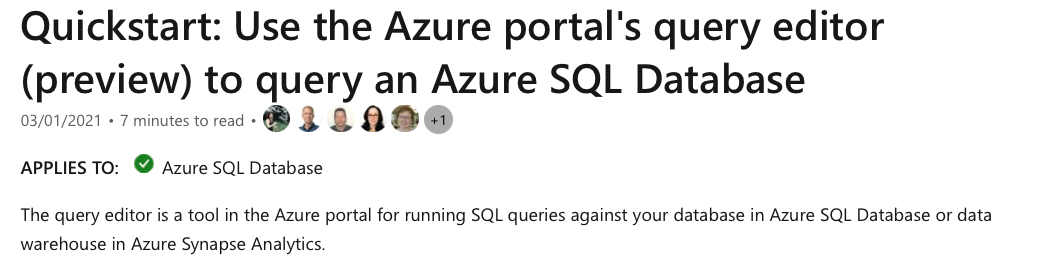 Quickstart: Use the Azure portal's query editor
(preview) to query an Azure SQL Database
03/01/2021 • 7 minutes to read • +1
APPLIES TO: Azure SQL Database
The query editor is a tool in the Azure portal for running SQL queries against your database in Azure SQL Database or data
warehouse in Azure Synapse Analytics.